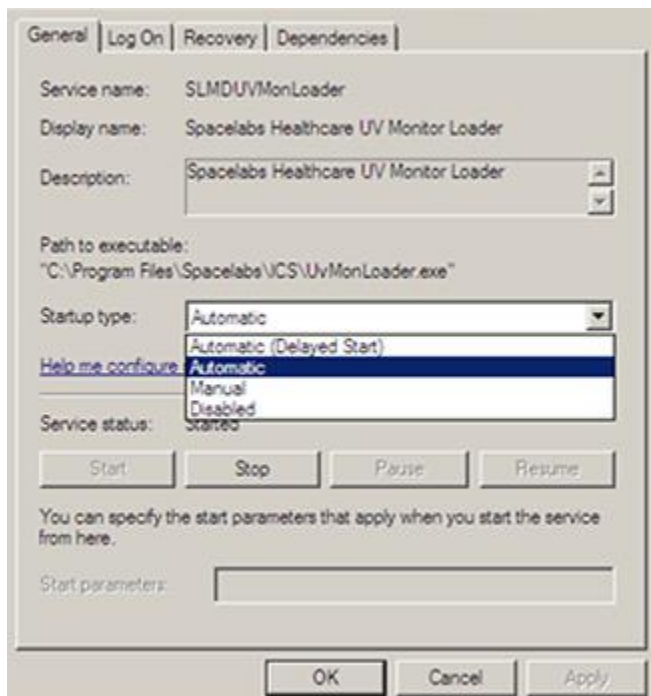 General Log On Recovery Dependencies
Service name: SLMDUVMonLoader
Display name: Spacelabs Healthcare UV Monitor Loader
Description: Spacelabs Healthcare UV Monitor Loader
Path to executable:
"C:\Program Files\Spacelabs\ICS\UvMonLoader.exe"
Startup type: Automatic
Automatic (Delayed Start)
Help me configure Automatic
Manual
Disabled
Service status: Started
Start Stop Pause Resume
You can specify the start parameters that apply when you start the service
from here.
Start parameters:
OK Cancel Apply